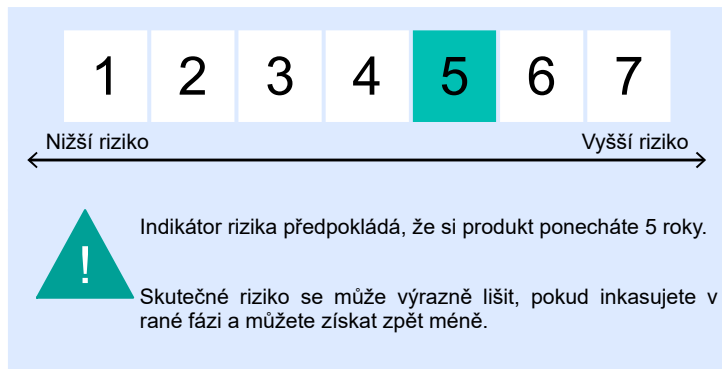 1 2 3 4 5 6 7
Nižší riziko Vyšší riziko
!
Indikátor rizika předpokládá, že si produkt ponecháte 5 roky.
Skutečné riziko se může výrazně lišit, pokud inkasujete v
rané fázi a můžete získat zpět méně.